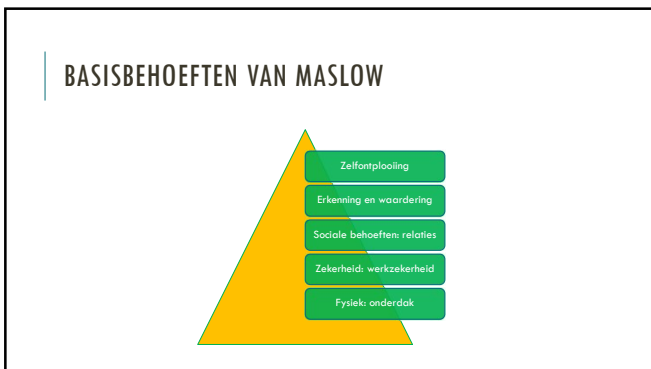 BASISBEHOEFTEN VAN MASLOW
Zelfontplooiing
Erkenning en waardering
Sociale behoeften: relaties
Zekerheid: werkzekerheid
Fysiek: onderdak